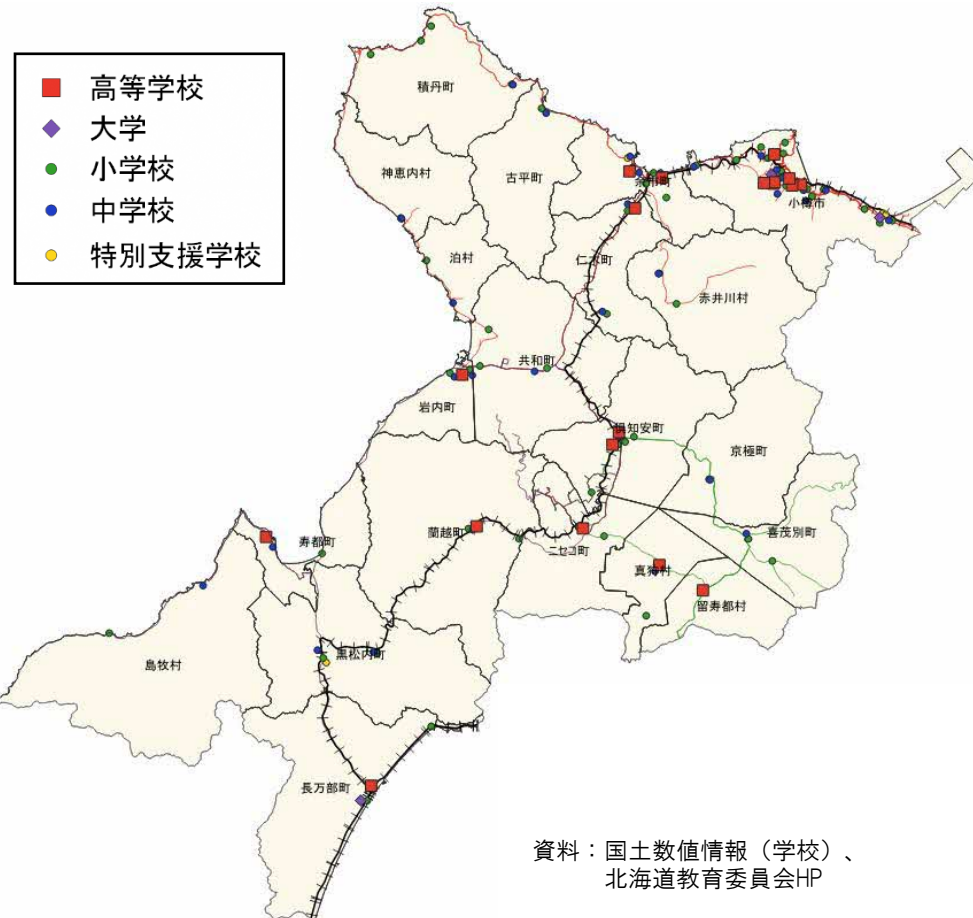 高等学校
大学
小学校
中学校
特別支援学校
積丹町
神恵内村
古平町
余市町
小樽市
泊村
仁木町
赤井川村
共和町
岩内町
倶知安町
京極町
寿都町
蘭越町
ニセコ町
喜茂別町
真狩村
留寿都村
島牧村
黒松内町
長万部町
資料：国土数値情報（学校）、
北海道教育委員会HP